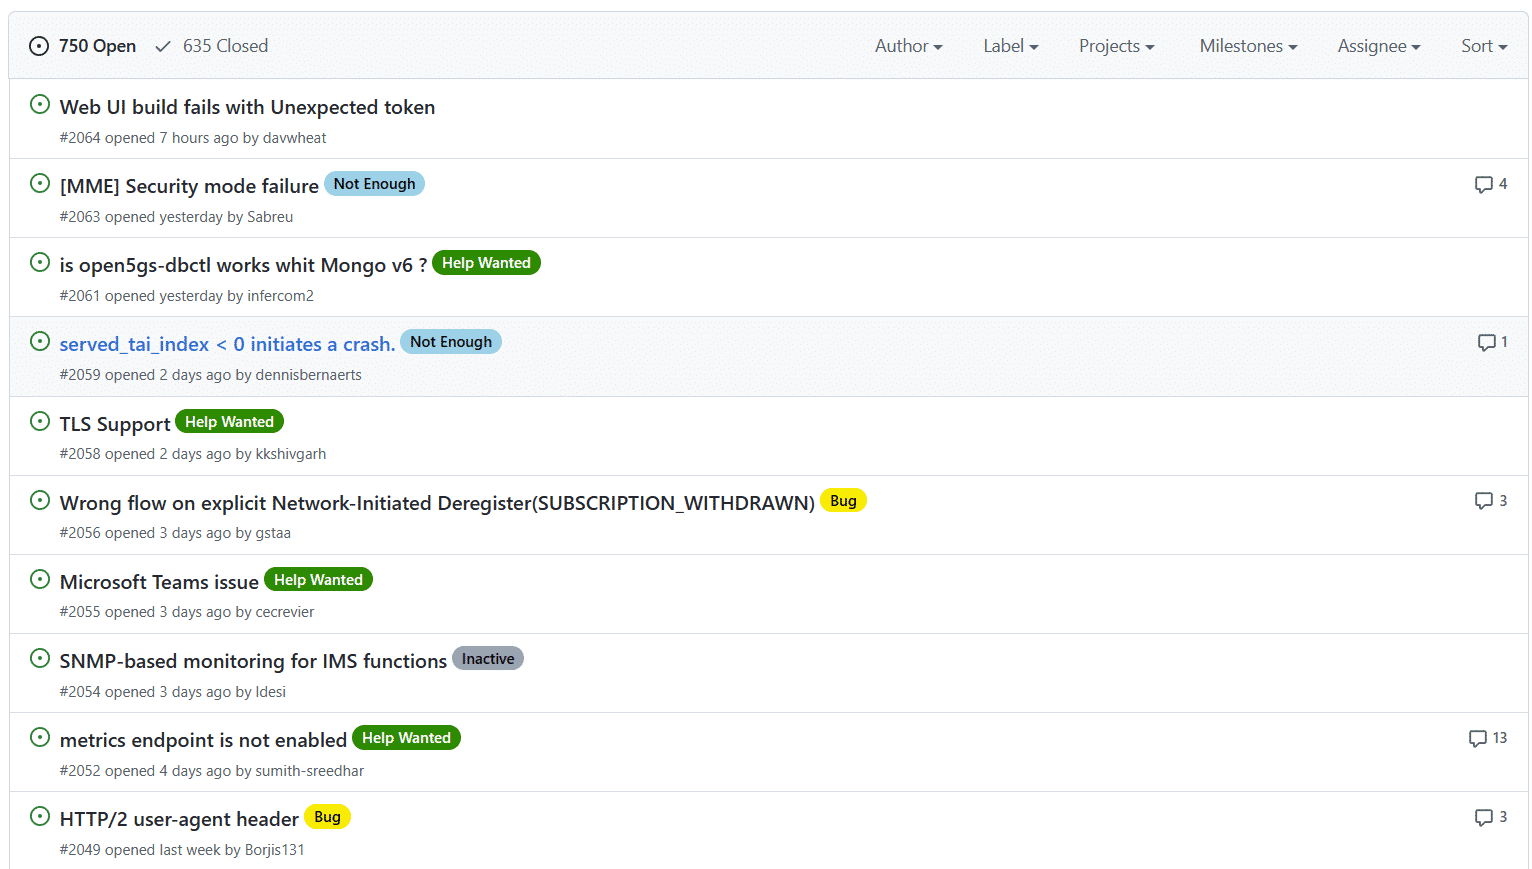 750 Open 635 Closed Author Label Projects Milestones Assignee Sort
Web UI build fails with Unexpected token
#2064 opened 7 hours ago by davwheat
[MME] Security mode failure Not Enough 4
#2063 opened yesterday by Sabreu
is open5gs-dbctl works whit Mongo v6 ? Help Wanted
#2061 opened yesterday by infercom2
served_tai_index < 0 initiates a crash. Not Enough 1
#2059 opened 2 days ago by dennisbernaerts
TLS Support Help Wanted
#2058 opened 2 days ago by kkshivgarh
Wrong flow on explicit Network-Initiated Deregister(SUBSCRIPTION_WITHDRAWN) Bug 3
#2056 opened 3 days ago by gstaa
Microsoft Teams issue Help Wanted
#2055 opened 3 days ago by cecrevier
SNMP-based monitoring for IMS functions Inactive
#2054 opened 3 days ago by ldesi
metrics endpoint is not enabled Help Wanted 13
#2052 opened 4 days ago by sumith-sreedhar
HTTP/2 user-agent header Bug 3
#2049 opened last week by Borjis131